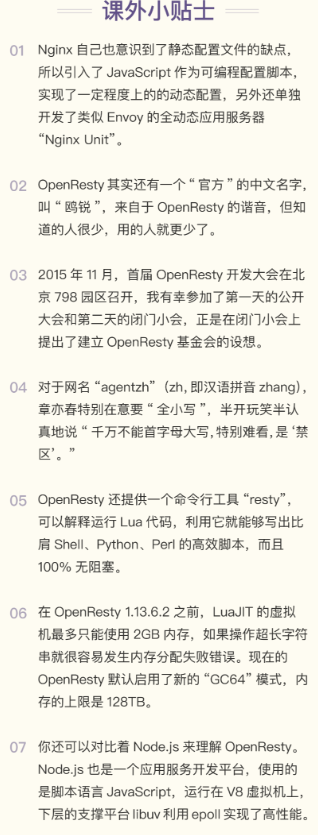 课外小贴士
01 Nginx 自己也意识到了静态配置文件的缺点，
所以引入了 JavaScript 作为可编程配置脚本，
实现了一定程度上的的动态配置，另外还单独
开发了类似 Envoy 的全动态应用服务器
“Nginx Unit”。
02 OpenResty 其实还有一个 “ 官方 ” 的中文名字，
叫 “ 鸥锐 ”，来自于 OpenResty 的谐音，但知
道的人很少，用的人就更少了。
03 2015 年 11 月，首届 OpenResty 开发大会在北
京 798 园区召开，我有幸参加了第一天的公开
大会和第二天的闭门小会，正是在闭门小会上
提出了建立 OpenResty 基金会的设想。
04 对于网名 “agentzh”（zh, 即汉语拼音 zhang)，
章亦春特别在意要 “ 全小写 ”，半开玩笑半认
真地说 “ 千万不能首字母大写, 特别难看, 是 ‘禁
区’。”
05 OpenResty 还提供一个命令行工具 “resty”，
可以解释运行 Lua 代码，利用它就能够写出比
肩 Shell、Python、Perl 的高效脚本，而且
100% 无阻塞。
06 在 OpenResty 1.13.6.2 之前，LuaJIT 的虚拟
机最多只能使用 2GB 内存，如果操作超长字符
串就很容易发生内存分配失败错误。现在的
OpenResty 默认启用了新的 “GC64” 模式，内
存的上限是 128TB。
07 你还可以对比着 Node.js 来理解 OpenResty。
Node.js 也是一个应用服务开发平台，使用的
是脚本语言 JavaScript，运行在 V8 虚拟机上，
下层的支撑平台 libuv 利用 epoll 实现了高性能。